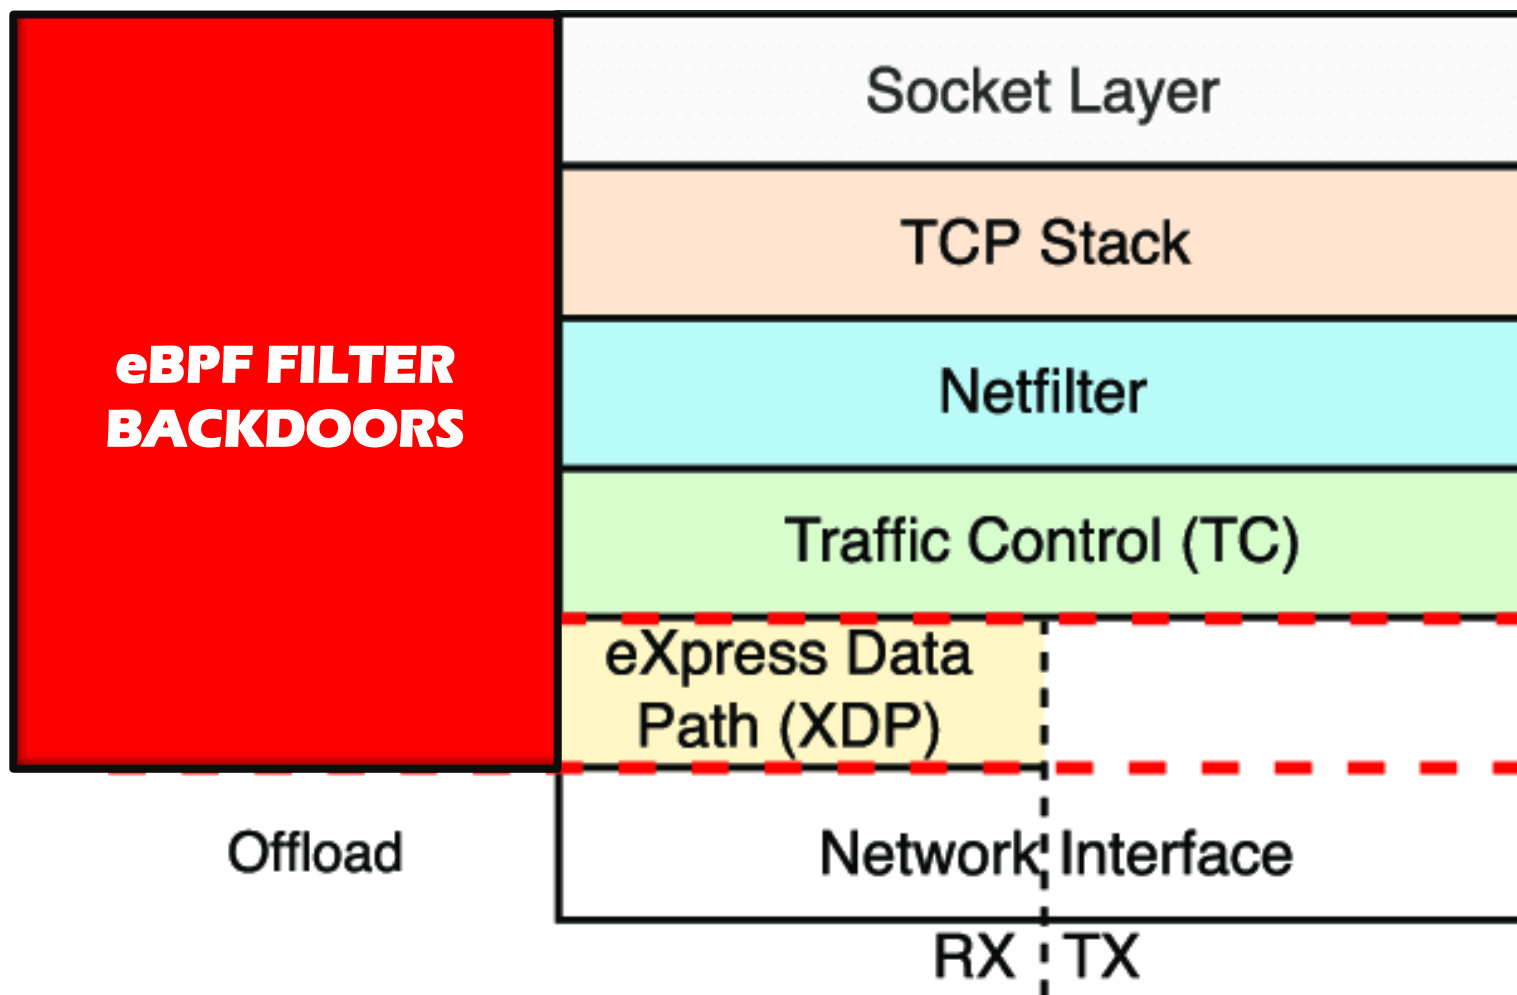 Socket Layer
TCP Stack
eBPF FILTER
BACKDOORS
Netfilter
Traffic Control (TC)
eXpress Data
Path (XDP)
Offload
Network Interface
RX TX